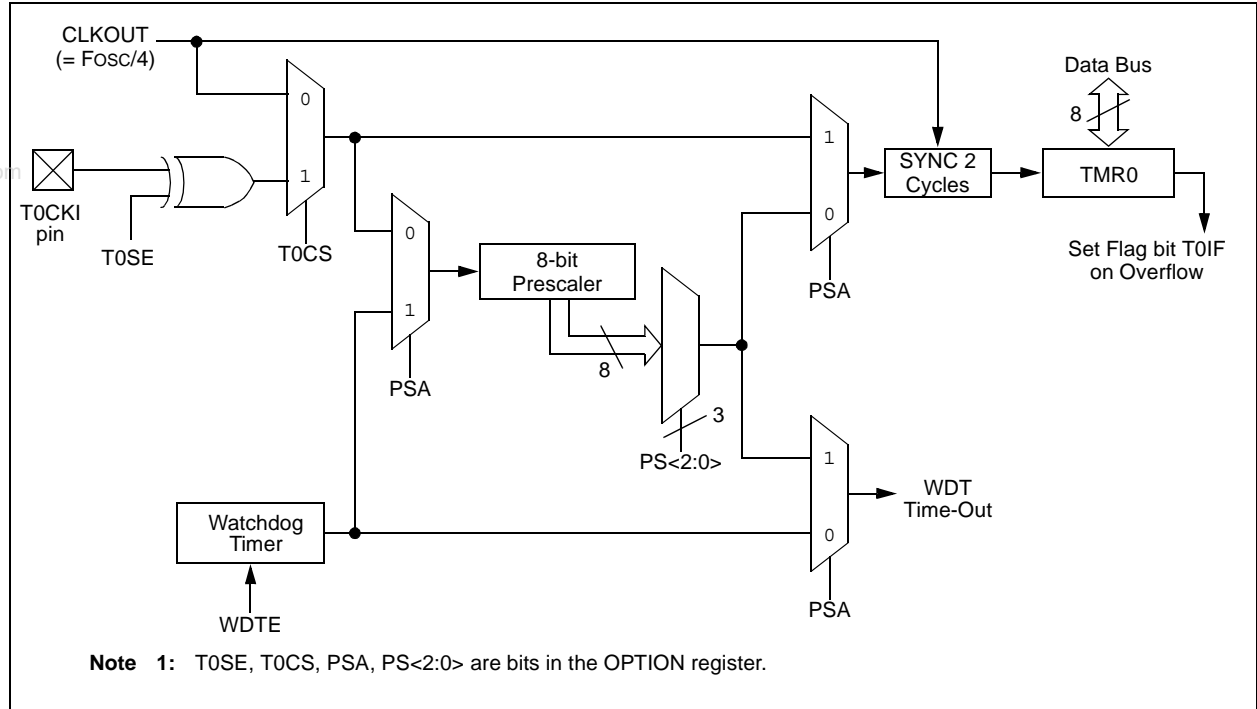 CLKOUT
(= FOSC/4)
0
1
T0CKI
pin
T0SE
T0CS
0
1
PSA
8-bit
Prescaler
8
3
PS<2:0>
1
0
PSA
SYNC 2
Cycles
Data Bus
8
TMR0
Set Flag bit T0IF
on Overflow
Watchdog
Timer
WDTE
1
0
PSA
WDT
Time-Out
Note 1: T0SE, T0CS, PSA, PS<2:0> are bits in the OPTION register.
om